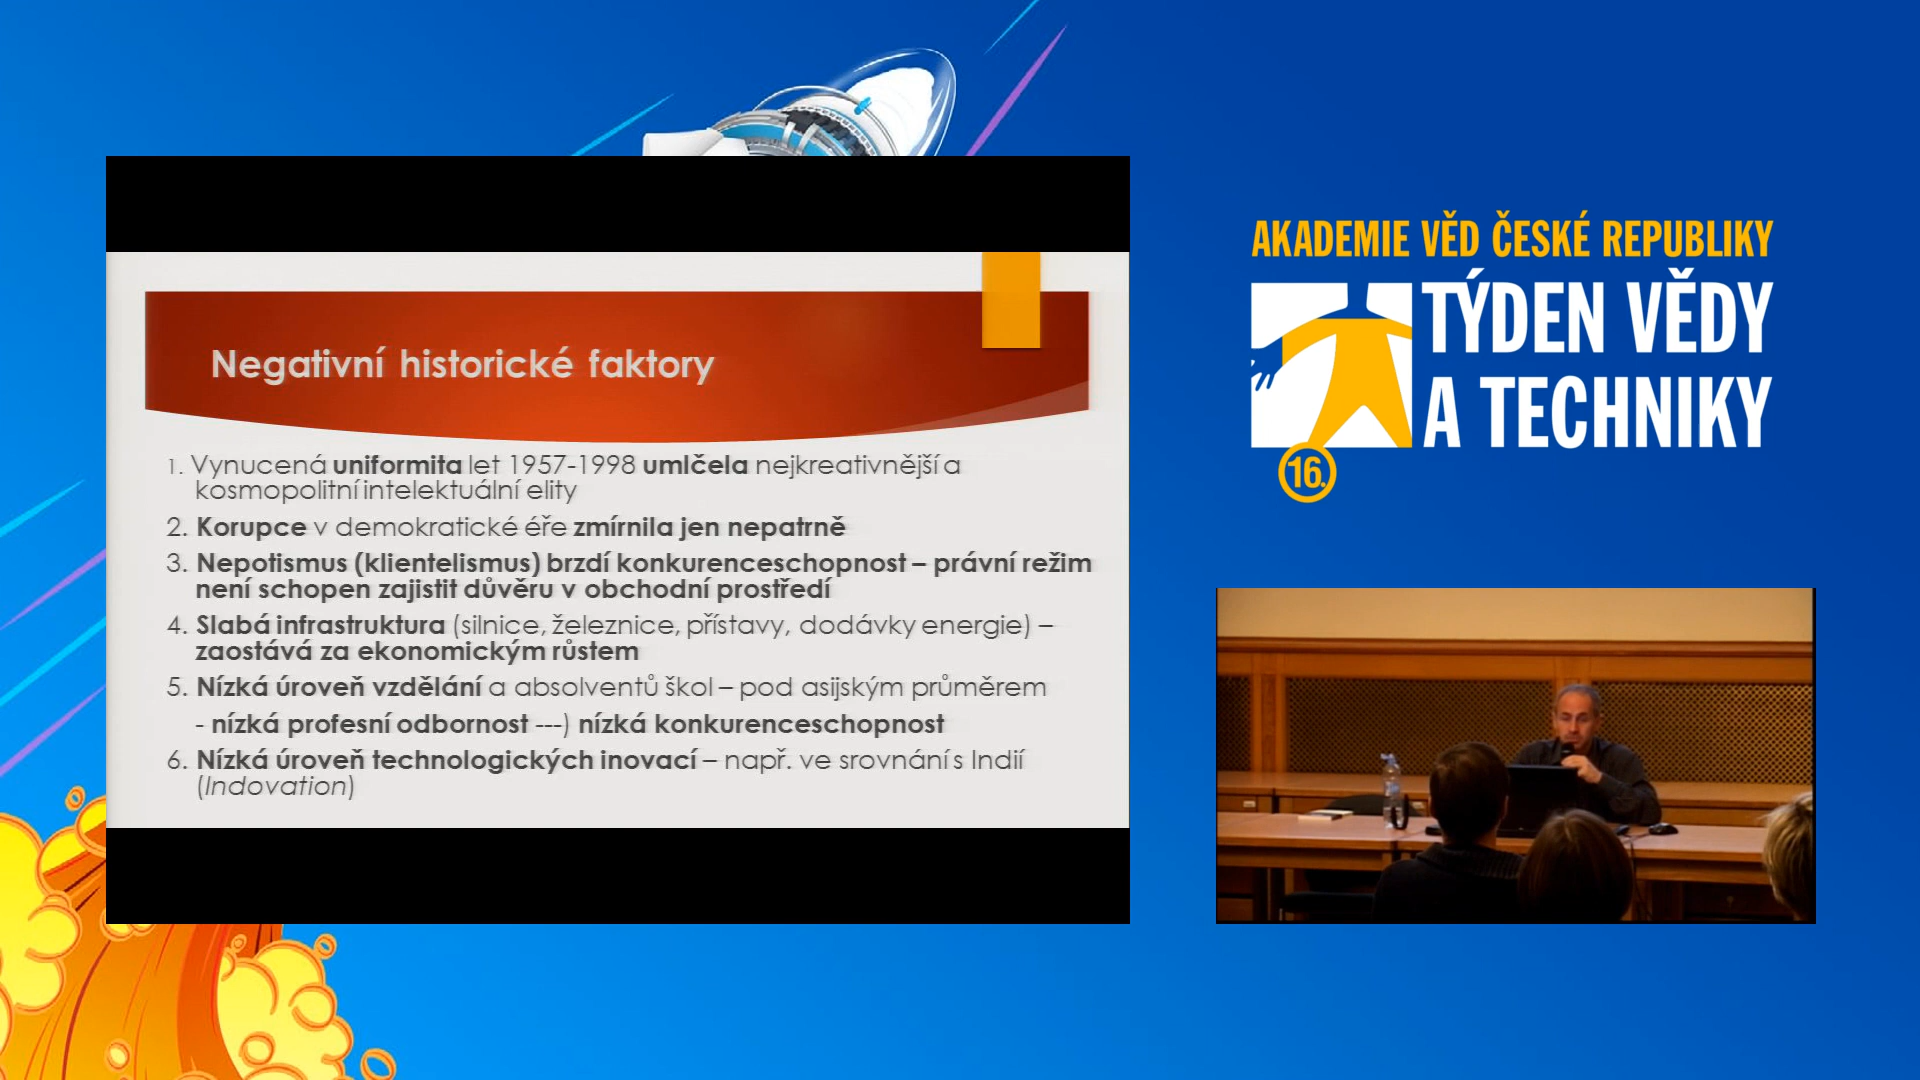 Negativní historické faktory
1. Vynucená uniformita let 1957-1998 umlčela nejkreativnější a
kosmopolitní intelektuální elity
2. Korupce v demokratické éře zmírnila jen nepatrně
3. Nepotismus (klientelismus) brzdí konkurenceschopnost – právní režim
není schopen zajistit důvěru v obchodní prostředí
4. Slabá infrastruktura (silnice, železnice, přístavy, dodávky energie) –
zaostává za ekonomickým růstem
5. Nízká úroveň vzdělání a absolventů škol – pod asijským průměrem
- nízká profesní odbornost ---) nízká konkurenceschopnost
6. Nízká úroveň technologických inovací – např. ve srovnání s Indií
(Indovation)
AKADEMIE VĚD ČESKÉ REPUBLIKY
TÝDEN VĚDY
A TECHNIKY
16.